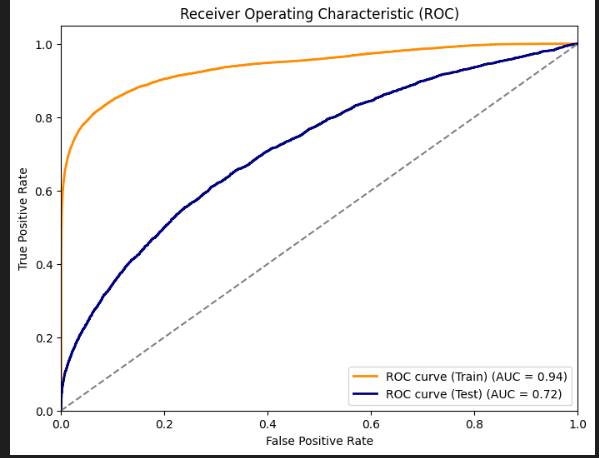 Receiver Operating Characteristic (ROC)
True Positive Rate
1.0
0.8
0.6
0.4
0.2
0.0
ROC curve (Train) (AUC = 0.94)
ROC curve (Test) (AUC = 0.72)
0.0 0.2 0.4 0.6 0.8 1.0
False Positive Rate